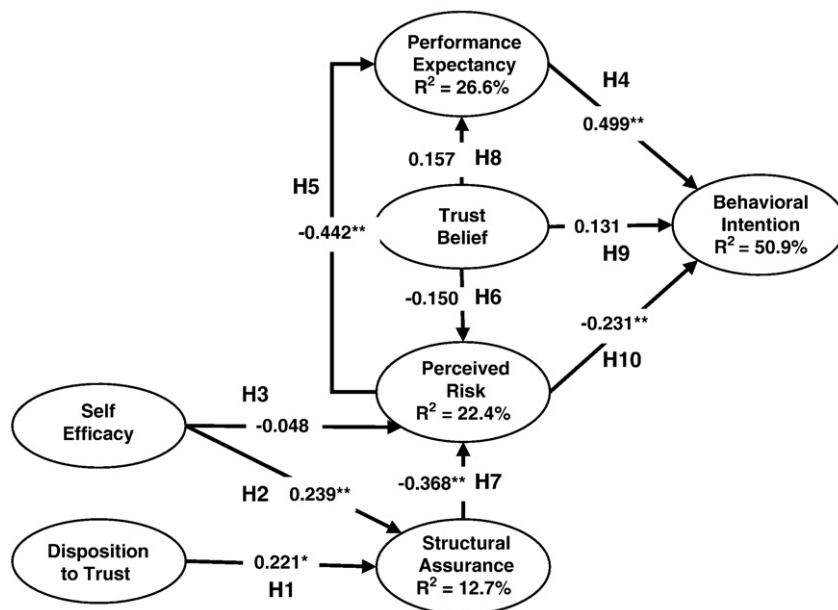 Performance
Expectancy
R² = 26.6%
H4
0.499**
0.157 H8
H5
-0.442**
Trust
Belief
0.131
H9
Behavioral
Intention
R² = 50.9%
-0.150 H6
-0.231**
H10
Perceived
Risk
R² = 22.4%
H3
-0.048
Self
Efficacy
H2 0.239**
-0.368** H7
Disposition
to Trust
0.221*
H1
Structural
Assurance
R² = 12.7%